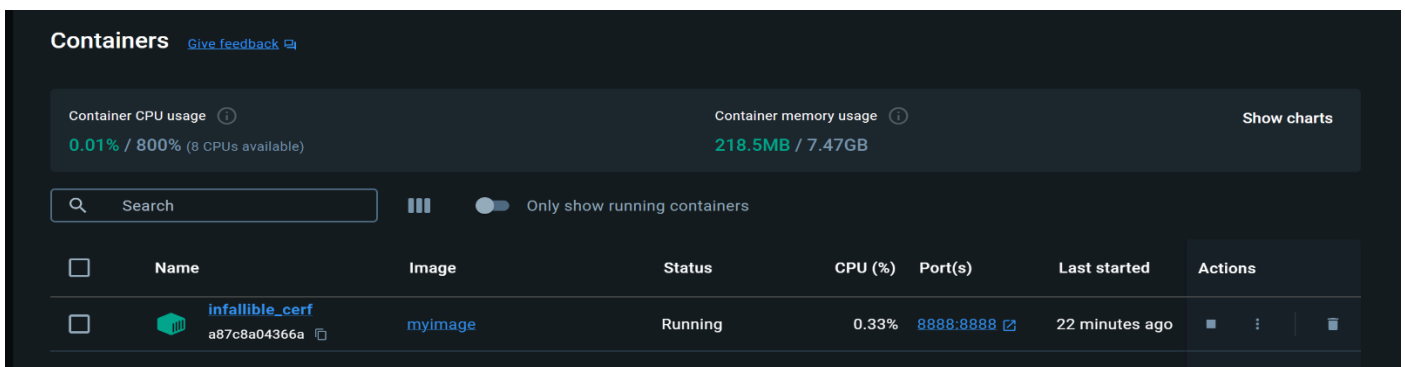 Containers Give feedback
Container CPU usage Container memory usage Show charts
0.01% / 800% (8 CPUs available) 218.5MB / 7.47GB
Search Only show running containers
Name Image Status CPU (%) Port(s) Last started Actions
infallible_cerf
a87c8a04366a
myimage Running 0.33% 8888:8888 22 minutes ago